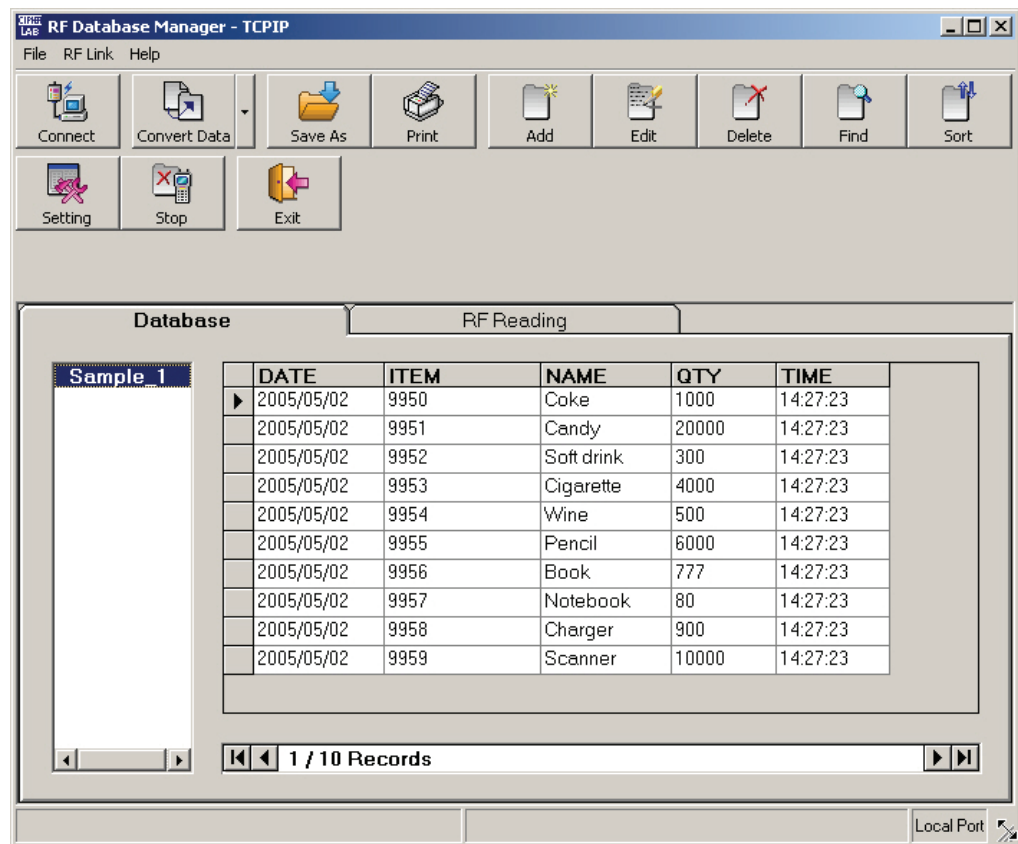 CIPHER LAB RF Database Manager - TCPIP
File RF Link Help
Connect Convert Data Save As Print Add Edit Delete Find Sort
Setting Stop Exit
Database RF Reading
Sample_1
DATE ITEM NAME QTY TIME
2005/05/02 9950 Coke 1000 14:27:23
2005/05/02 9951 Candy 20000 14:27:23
2005/05/02 9952 Soft drink 300 14:27:23
2005/05/02 9953 Cigarette 4000 14:27:23
2005/05/02 9954 Wine 500 14:27:23
2005/05/02 9955 Pencil 6000 14:27:23
2005/05/02 9956 Book 777 14:27:23
2005/05/02 9957 Notebook 80 14:27:23
2005/05/02 9958 Charger 900 14:27:23
2005/05/02 9959 Scanner 10000 14:27:23
1 / 10 Records
Local Port